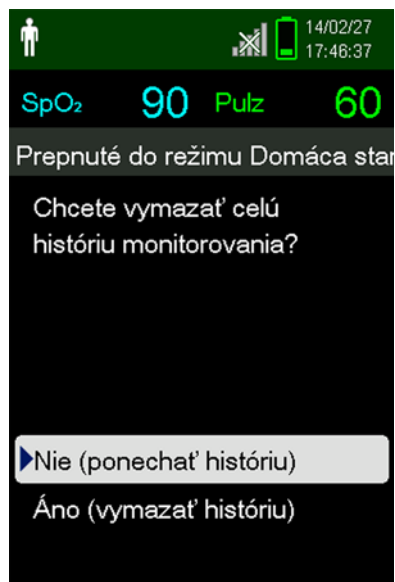 14/02/27
17:46:37
SpO₂ 90 Pulz 60
Prepnuté do režimu Domáca star
Chcete vymazať celú
históriu monitorovania?
Nie (ponechať históriu)
Áno (vymazať históriu)